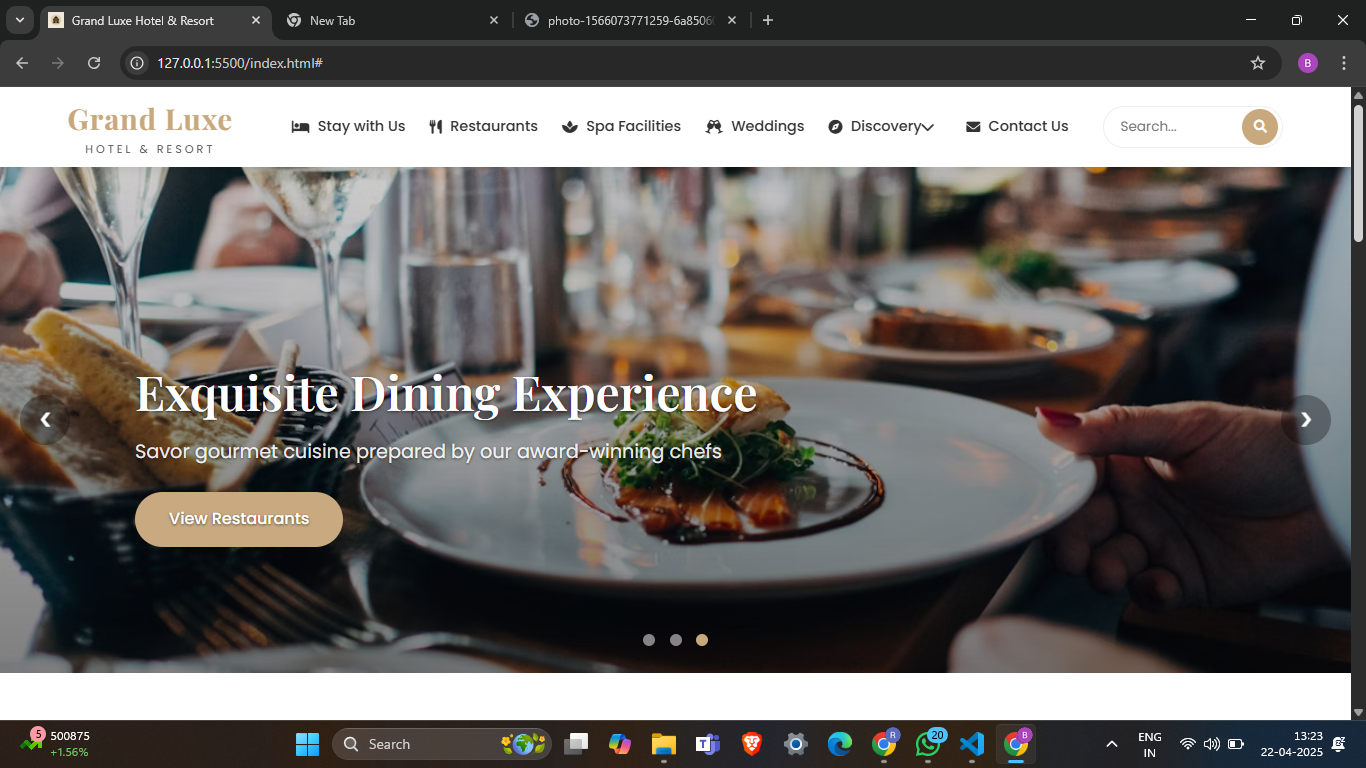 Grand Luxe Hotel & Resort
New Tab
photo-1566073771259-6a8506
127.0.0.1:5500/index.html#
B
Grand Luxe
HOTEL & RESORT
Stay with Us
Restaurants
Spa Facilities
Weddings
Discovery
Contact Us
Search...
Exquisite Dining Experience
Savor gourmet cuisine prepared by our award-winning chefs
View Restaurants
5
500875
+1.56%
Search
R
20
B
ENG
IN
13:23
22-04-2025